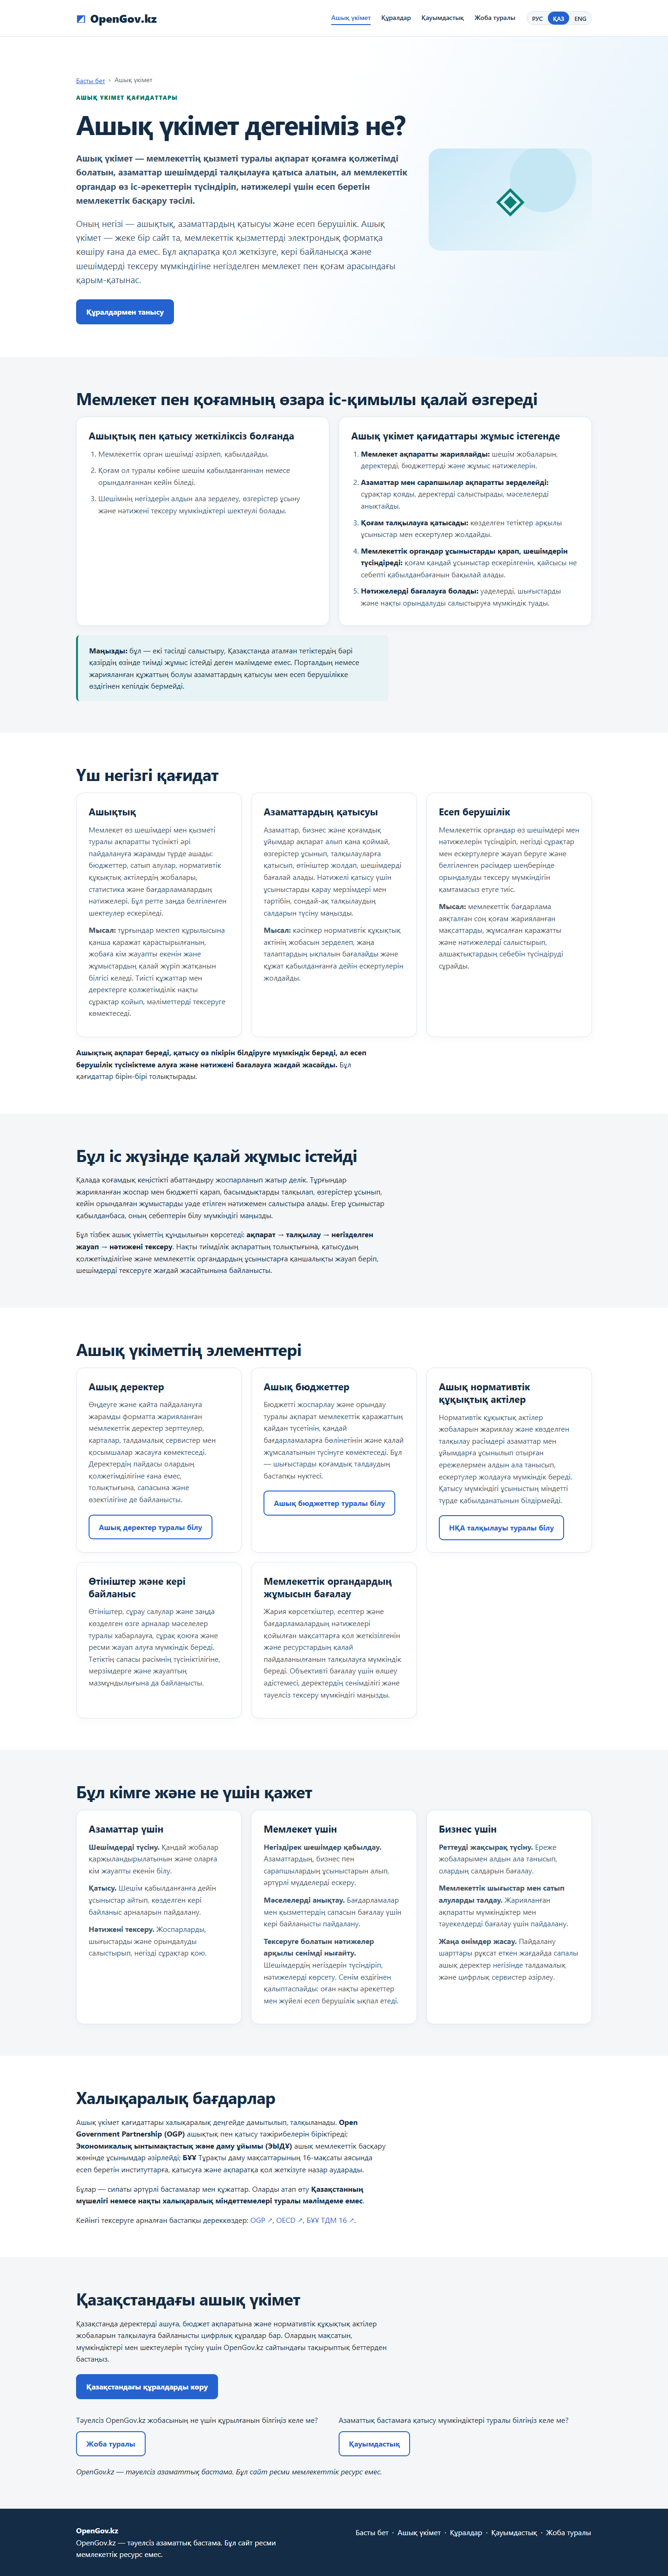 OpenGov.kz
Ашық үкімет Құралдар Қауымдастық Жоба туралы РУС ҚАЗ ENG
Басты бет › Ашық үкімет
АШЫҚ ҮКІМЕТ ҚАҒИДАТТАРЫ
Ашық үкімет дегеніміз не?
Ашық үкімет — мемлекеттің қызметі туралы ақпарат қоғамға қолжетімді
болатын, азаматтар шешімдерді талқылауға қатыса алатын, ал мемлекеттік
органдар өз іс-әрекеттерін түсіндіріп, нәтижелері үшін есеп беретін
мемлекеттік басқару тәсілі.
Оның негізі — ашықтық, азаматтардың қатысуы және есеп берушілік. Ашық
үкімет — жеке бір сайт та, мемлекеттік қызметтерді электрондық форматқа
көшіру ғана да емес. Бұл ақпаратқа қол жеткізуге, кері байланысқа және
шешімдерді тексеру мүмкіндігіне негізделген мемлекет пен қоғам арасындағы
қарым-қатынас.
Құралдармен танысу
Мемлекет пен қоғамның өзара іс-қимылы қалай өзгереді
Ашықтық пен қатысу жеткіліксіз болғанда
1. Мемлекеттік орган шешімді әзірлеп, қабылдайды.
2. Қоғам ол туралы көбіне шешім қабылданғаннан немесе
орындалғаннан кейін біледі.
3. Шешімнің негіздерін алдын ала зерделеу, өзгерістер ұсыну
және нәтижені тексеру мүмкіндіктері шектеулі болады.
Ашық үкімет қағидаттары жұмыс істегенде
1. Мемлекет ақпаратты жариялайды: шешім жобаларын,
деректерді, бюджеттерді және жұмыс нәтижелерін.
2. Азаматтар мен сарапшылар ақпаратты зерделейді:
сұрақтар қояды, деректерді салыстырады, мәселелерді
анықтайды.
3. Қоғам талқылауға қатысады: көзделген тетіктер арқылы
ұсыныстар мен ескертулер жолдайды.
4. Мемлекеттік органдар ұсыныстарды қарап, шешімдерін
түсіндіреді: қоғам қандай ұсыныстар ескерілгенін, қайсысы не
себепті қабылданбағанын бақылай алады.
5. Нәтижелерді бағалауға болады: уәделерді, шығыстарды
және нақты орындалуды салыстыруға мүмкіндік туады.
Маңызды: бұл — екі тәсілді салыстыру, Қазақстанда аталған тетіктердің бәрі
қазірдің өзінде тиімді жұмыс істейді деген мәлімдеме емес. Порталдың немесе
жарияланған құжаттың болуы азаматтардың қатысуы мен есеп берушілікке
өздігінен кепілдік бермейді.
Үш негізгі қағидат
Ашықтық
Мемлекет өз шешімдері мен қызметі
туралы ақпаратты түсінікті әрі
пайдалануға жарамды түрде ашады:
бюджеттер, сатып алулар, нормативтік
құқықтық актілердің жобалары,
статистика және бағдарламалардың
нәтижелері. Бұл ретте заңда белгіленген
шектеулер ескеріледі.
Мысал: тұрғындар мектеп құрылысына
қанша қаражат қарастырылғанын,
жобаға кім жауапты екенін және
жұмыстардың қалай жүріп жатқанын
білгісі келеді. Тиісті құжаттар мен
деректерге қолжетімділік нақты
сұрақтар қойып, мәліметтерді тексеруге
көмектеседі.
Азаматтардың қатысуы
Азаматтар, бизнес және қоғамдық
ұйымдар ақпарат алып қана қоймай,
өзгерістер ұсынып, талқылауларға
қатысып, өтініштер жолдап, шешімдерді
бағалай алады. Нәтижелі қатысу үшін
ұсыныстарды қарау мерзімдері мен
тәртібін, сондай-ақ талқылаудың
салдарын түсіну маңызды.
Мысал: кәсіпкер нормативтік құқықтық
актінің жобасын зерделеп, жаңа
талаптардың ықпалын бағалайды және
құжат қабылданғанға дейін ескертулерін
жолдайды.
Есеп берушілік
Мемлекеттік органдар өз шешімдері мен
нәтижелерін түсіндіріп, негізді сұрақтар
мен ескертулерге жауап беруге және
белгіленген рәсімдер шеңберінде
орындалуды тексеру мүмкіндігін
қамтамасыз етуге тиіс.
Мысал: мемлекеттік бағдарлама
аяқталған соң қоғам жарияланған
мақсаттарды, жұмсалған қаражатты
және нәтижелерді салыстырып,
алшақтықтардың себебін түсіндіруді
сұрайды.
Ашықтық ақпарат береді, қатысу өз пікірін білдіруге мүмкіндік береді, ал есеп
берушілік түсініктеме алуға және нәтижені бағалауға жағдай жасайды. Бұл
қағидаттар бірін-бірі толықтырады.
Бұл іс жүзінде қалай жұмыс істейді
Қалада қоғамдық кеңістікті абаттандыру жоспарланып жатыр делік. Тұрғындар
жарияланған жоспар мен бюджетті қарап, басымдықтарды талқылап, өзгерістер ұсынып,
кейін орындалған жұмыстарды уәде етілген нәтижемен салыстыра алады. Егер ұсыныстар
қабылданбаса, оның себептерін білу мүмкіндігі маңызды.
Бұл тізбек ашық үкіметтің құндылығын көрсетеді: ақпарат → талқылау → негізделген
жауап → нәтижені тексеру. Нақты тиімділік ақпараттың толықтығына, қатысудың
қолжетімділігіне және мемлекеттік органдардың ұсыныстарға қаншалықты жауап беріп,
шешімдерді тексеруге жағдай жасайтынына байланысты.
Ашық үкіметтің элементтері
Ашық деректер
Өңдеуге және қайта пайдалануға
жарамды форматта жарияланған
мемлекеттік деректер зерттеулер,
карталар, талдамалық сервистер мен
қосымшалар жасауға көмектеседі.
Деректердің пайдасы олардың
қолжетімділігіне ғана емес,
толықтығына, сапасына және
өзектілігіне де байланысты.
Ашық деректер туралы білу
Ашық бюджеттер
Бюджетті жоспарлау және орындау
туралы ақпарат мемлекеттік қаражаттың
қайдан түсетінін, қандай
бағдарламаларға бөлінетінін және қалай
жұмсалатынын түсінуге көмектеседі. Бұл
— шығыстарды қоғамдық талдаудың
бастапқы нүктесі.
Ашық бюджеттер туралы білу
Ашық нормативтік
құқықтық актілер
Нормативтік құқықтық актілер
жобаларын жариялау және көзделген
талқылау рәсімдері азаматтар мен
ұйымдарға ұсынылып отырған
ережелермен алдын ала танысып,
ескертулер жолдауға мүмкіндік береді.
Қатысу мүмкіндігі ұсыныстың міндетті
түрде қабылданатынын білдірмейді.
НҚА талқылауы туралы білу
Өтініштер және кері
байланыс
Өтініштер, сұрау салулар және заңда
көзделген өзге арналар мәселелер
туралы хабарлауға, сұрақ қоюға және
ресми жауап алуға мүмкіндік береді.
Тетіктің сапасы рәсімнің түсініктілігіне,
мерзімдерге және жауаптың
мазмұндылығына да байланысты.
Мемлекеттік органдардың
жұмысын бағалау
Жария көрсеткіштер, есептер және
бағдарламалардың нәтижелері
қойылған мақсаттарға қол жеткізілгенін
және ресурстардың қалай
пайдаланылғанын талқылауға мүмкіндік
береді. Объективті бағалау үшін өлшеу
әдістемесі, деректердің сенімділігі және
тәуелсіз тексеру мүмкіндігі маңызды.
Бұл кімге және не үшін қажет
Азаматтар үшін
Шешімдерді түсіну. Қандай жобалар
қаржыландырылатынын және оларға
кім жауапты екенін білу.
Қатысу. Шешім қабылданғанға дейін
ұсыныстар айтып, көзделген кері
байланыс арналарын пайдалану.
Нәтижені тексеру. Жоспарларды,
шығыстарды және орындалуды
салыстырып, негізді сұрақтар қою.
Мемлекет үшін
Негіздірек шешімдер қабылдау.
Азаматтардың, бизнес пен
сарапшылардың ұсыныстарын алып,
әртүрлі мүдделерді ескеру.
Мәселелерді анықтау. Бағдарламалар
мен қызметтердің сапасын бағалау үшін
кері байланысты пайдалану.
Тексеруге болатын нәтижелер
арқылы сенімді нығайту.
Шешімдердің негіздерін түсіндіріп,
нәтижелерді көрсету. Сенім өздігінен
қалыптаспайды: оған нақты әрекеттер
мен жүйелі есеп берушілік ықпал етеді.
Бизнес үшін
Реттеуді жақсырақ түсіну. Ереже
жобаларымен алдын ала танысып,
олардың салдарын бағалау.
Мемлекеттік шығыстар мен сатып
алуларды талдау. Жарияланған
ақпаратты мүмкіндіктер мен
тәуекелдерді бағалау үшін пайдалану.
Жаңа өнімдер жасау. Пайдалану
шарттары рұқсат еткен жағдайда сапалы
ашық деректер негізінде талдамалық
және цифрлық сервистер әзірлеу.
Халықаралық бағдарлар
Ашық үкімет қағидаттары халықаралық деңгейде дамытылып, талқыланады. Open
Government Partnership (OGP) ашықтық пен қатысу тәжірибелерін біріктіреді;
Экономикалық ынтымақтастық және даму ұйымы (ЭЫДҰ) ашық мемлекеттік басқару
жөнінде ұсынымдар әзірлейді; БҰҰ Тұрақты даму мақсаттарының 16-мақсаты аясында
есеп беретін институттарға, қатысуға және ақпаратқа қол жеткізуге назар аударады.
Бұлар — сипаты әртүрлі бастамалар мен құжаттар. Оларды атап өту Қазақстанның
мүшелігі немесе нақты халықаралық міндеттемелері туралы мәлімдеме емес.
Кейінгі тексеруге арналған бастапқы дереккөздер: OGP ↗, OECD ↗, БҰҰ ТДМ 16 ↗.
Қазақстандағы ашық үкімет
Қазақстанда деректерді ашуға, бюджет ақпаратына және нормативтік құқықтық актілер
жобаларын талқылауға байланысты цифрлық құралдар бар. Олардың мақсатын,
мүмкіндіктері мен шектеулерін түсіну үшін OpenGov.kz сайтындағы тақырыптық беттерден
бастаңыз.
Қазақстандағы құралдарды көру
Тәуелсіз OpenGov.kz жобасының не үшін құрылғанын білгіңіз келе ме?
Жоба туралы
Азаматтық бастамаға қатысу мүмкіндіктері туралы білгіңіз келе ме?
Қауымдастық
OpenGov.kz — тәуелсіз азаматтық бастама. Бұл сайт ресми мемлекеттік ресурс емес.
OpenGov.kz
OpenGov.kz — тәуелсіз азаматтық бастама. Бұл сайт ресми
мемлекеттік ресурс емес.
Басты бет · Ашық үкімет · Құралдар · Қауымдастық · Жоба туралы